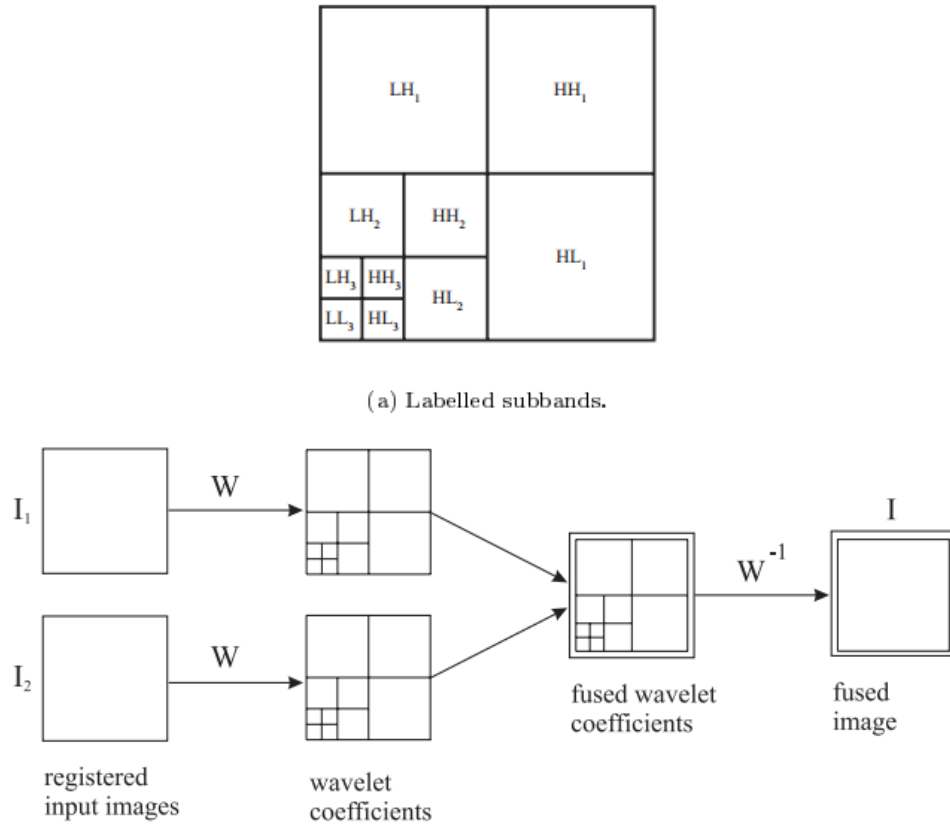 LH₁ HH₁
LH₂ HH₂
HL₁
LH₃ HH₃
HL₂
LL₃ HL₃
(a) Labelled subbands.
I₁ W
I
W⁻¹
I₂ W
fused wavelet
coefficients
fused
image
registered
input images
wavelet
coefficients